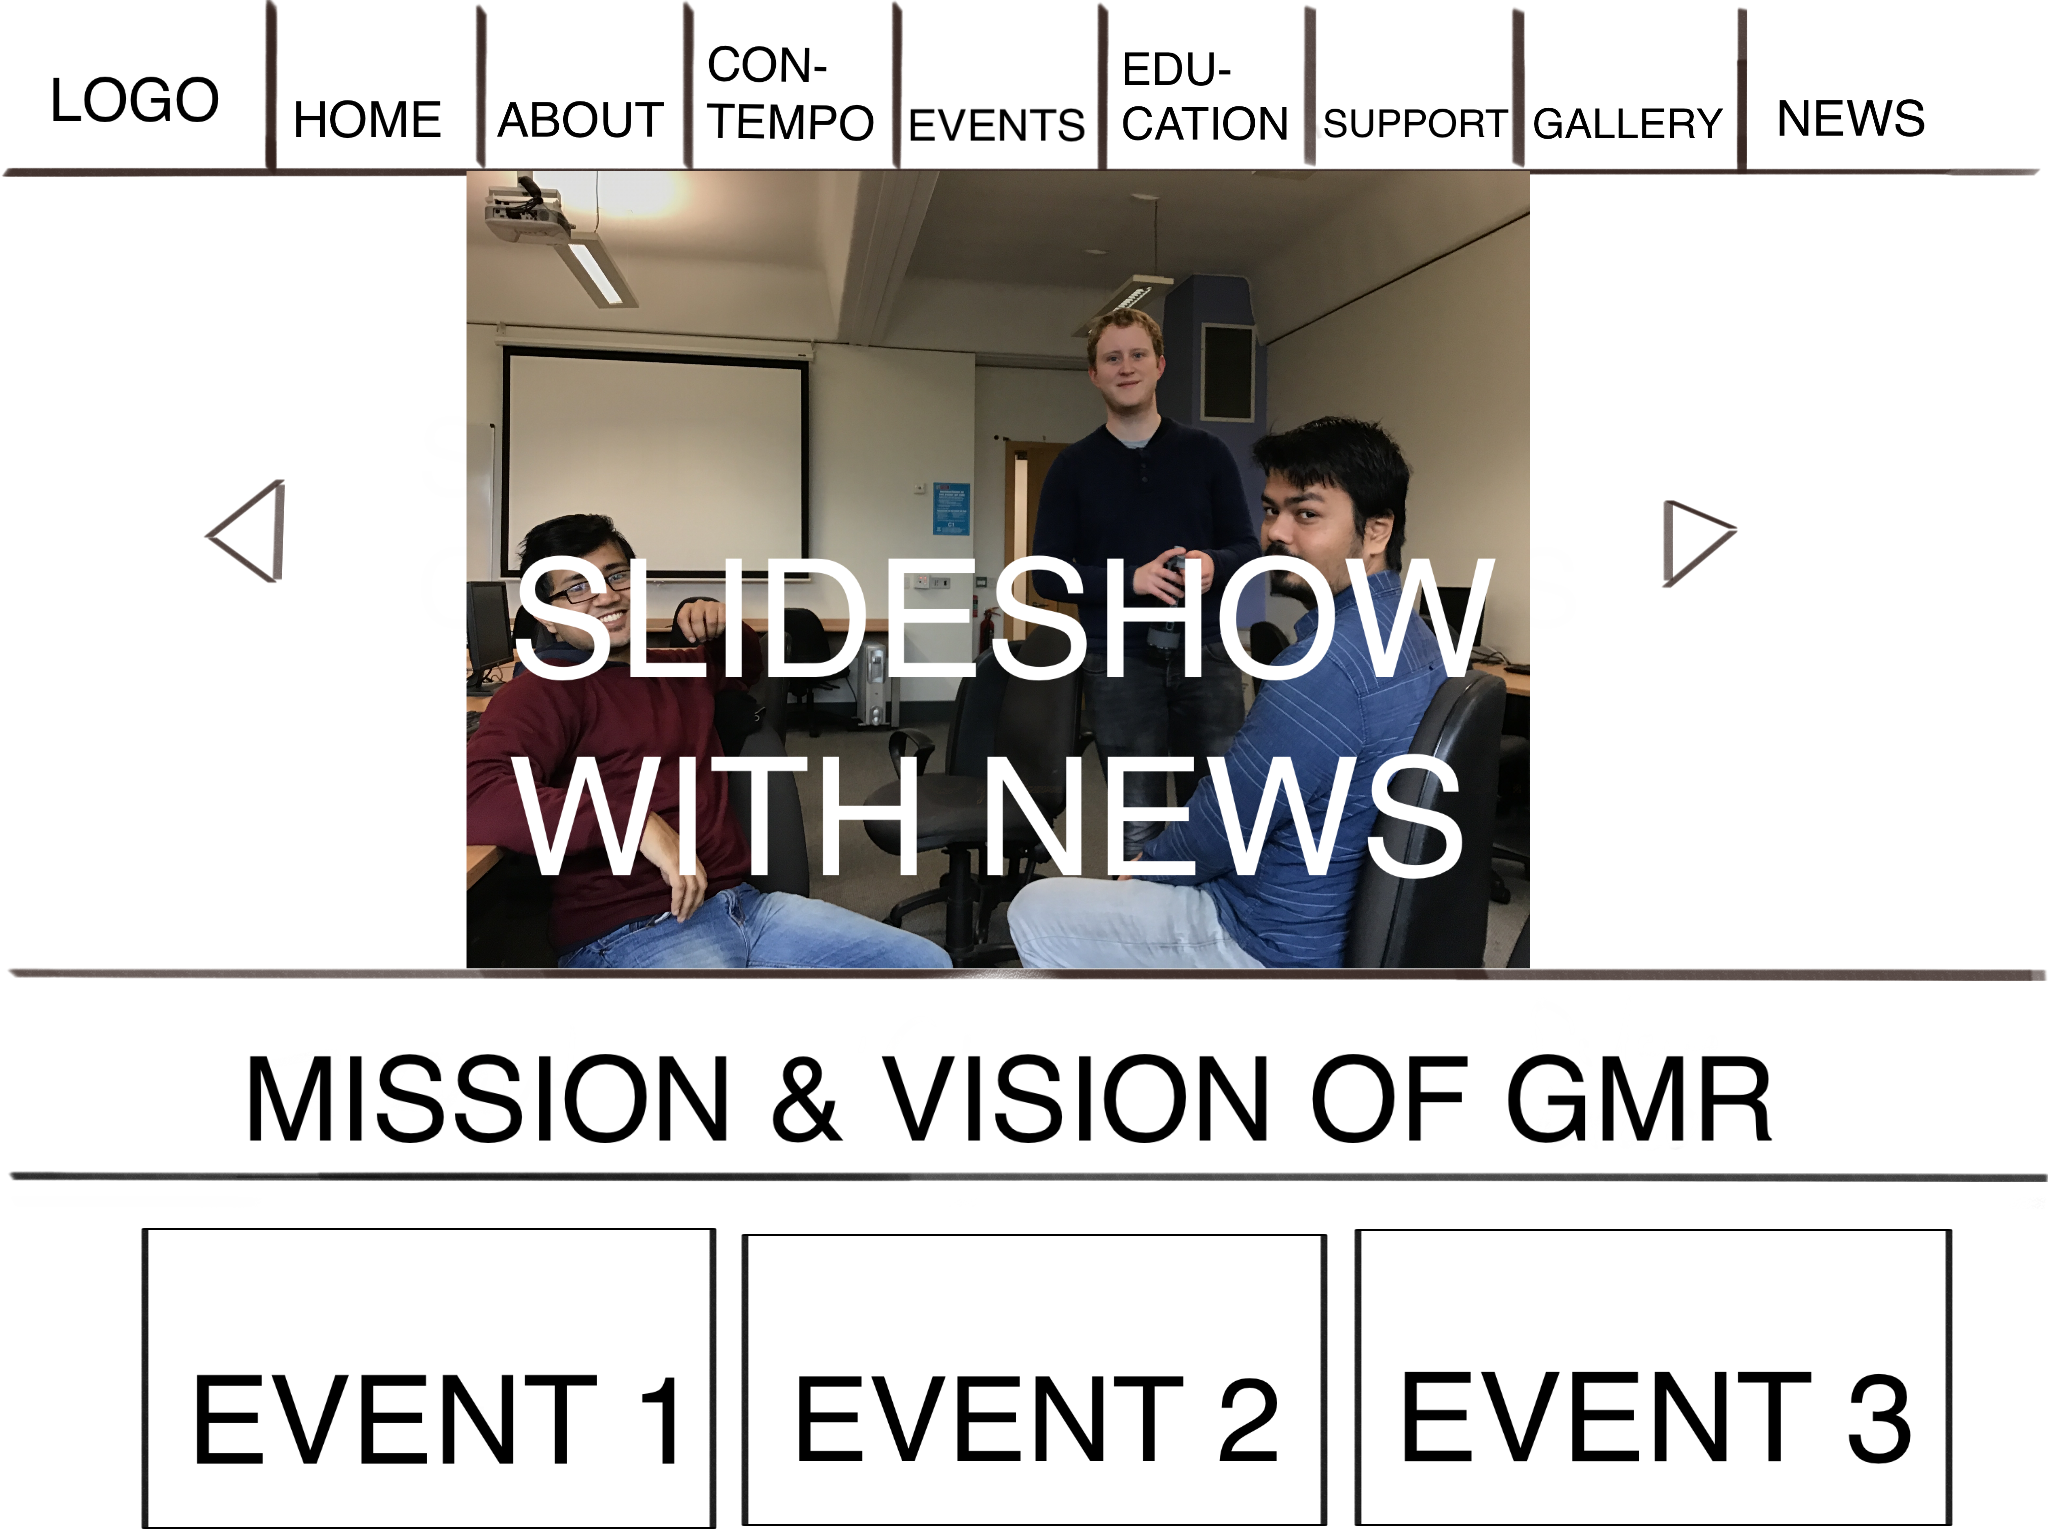 LOGO
HOME
ABOUT
CON-
TEMPO
EVENTS
EDU-
CATION
SUPPORT
GALLERY
NEWS
SLIDESHOW
WITH NEWS
MISSION & VISION OF GMR
EVENT 1
EVENT 2
EVENT 3